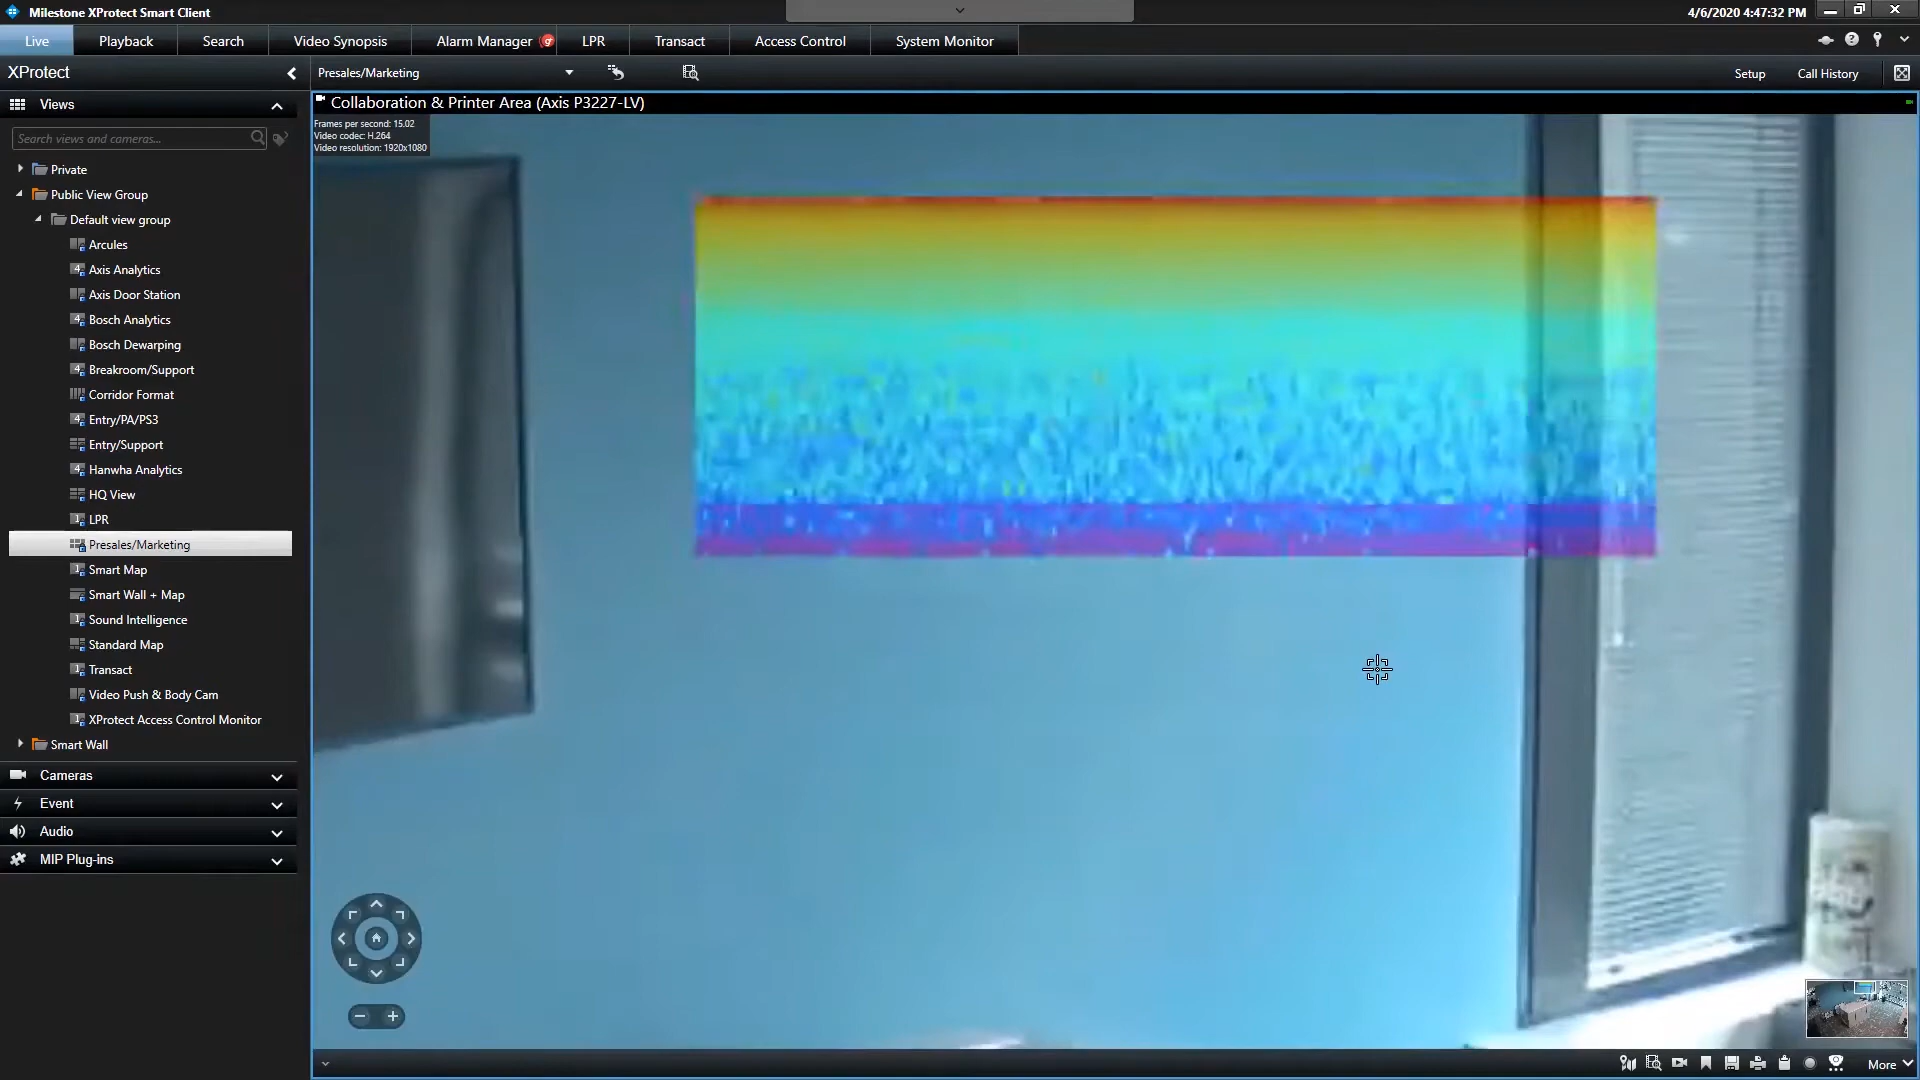 Milestone XProtect Smart Client
4/6/2020 4:47:32 PM
Live
Playback
Search
Video Synopsis
Alarm Manager
LPR
Transact
Access Control
System Monitor
XProtect
Presales/Marketing
Setup
Call History
Views
Search views and cameras...
Private
Public View Group
Default view group
Arcules
Axis Analytics
Axis Door Station
Bosch Analytics
Bosch Dewarping
Breakroom/Support
Corridor Format
Entry/PA/PS3
Entry/Support
Hanwha Analytics
HQ View
LPR
Presales/Marketing
Smart Map
Smart Wall + Map
Sound Intelligence
Standard Map
Transact
Video Push & Body Cam
XProtect Access Control Monitor
Smart Wall
Cameras
Event
Audio
MIP Plug-ins
Collaboration & Printer Area (Axis P3227-LV)
Frames per second: 15.02
Video codec: H.264
Video resolution: 1920x1080
More